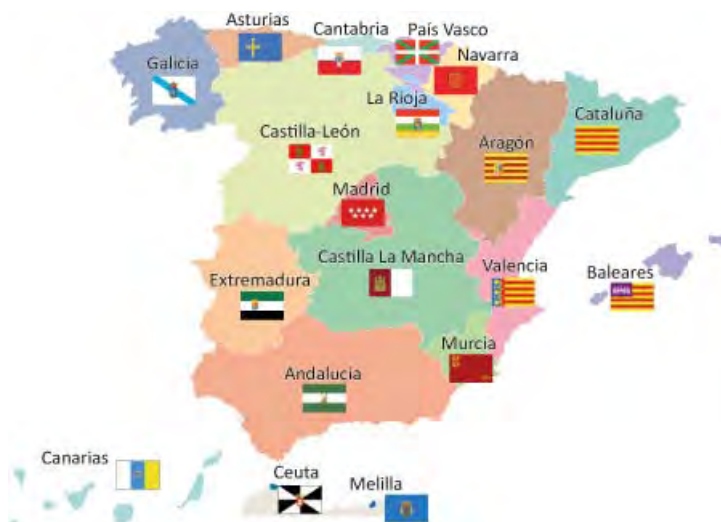 Asturias
Cantabria
País Vasco
Galicia
Navarra
La Rioja
Cataluña
Castilla-León
Aragón
Madrid
Castilla La Mancha
Valencia
Baleares
Extremadura
Murcia
Andalucía
Canarias
Ceuta
Melilla